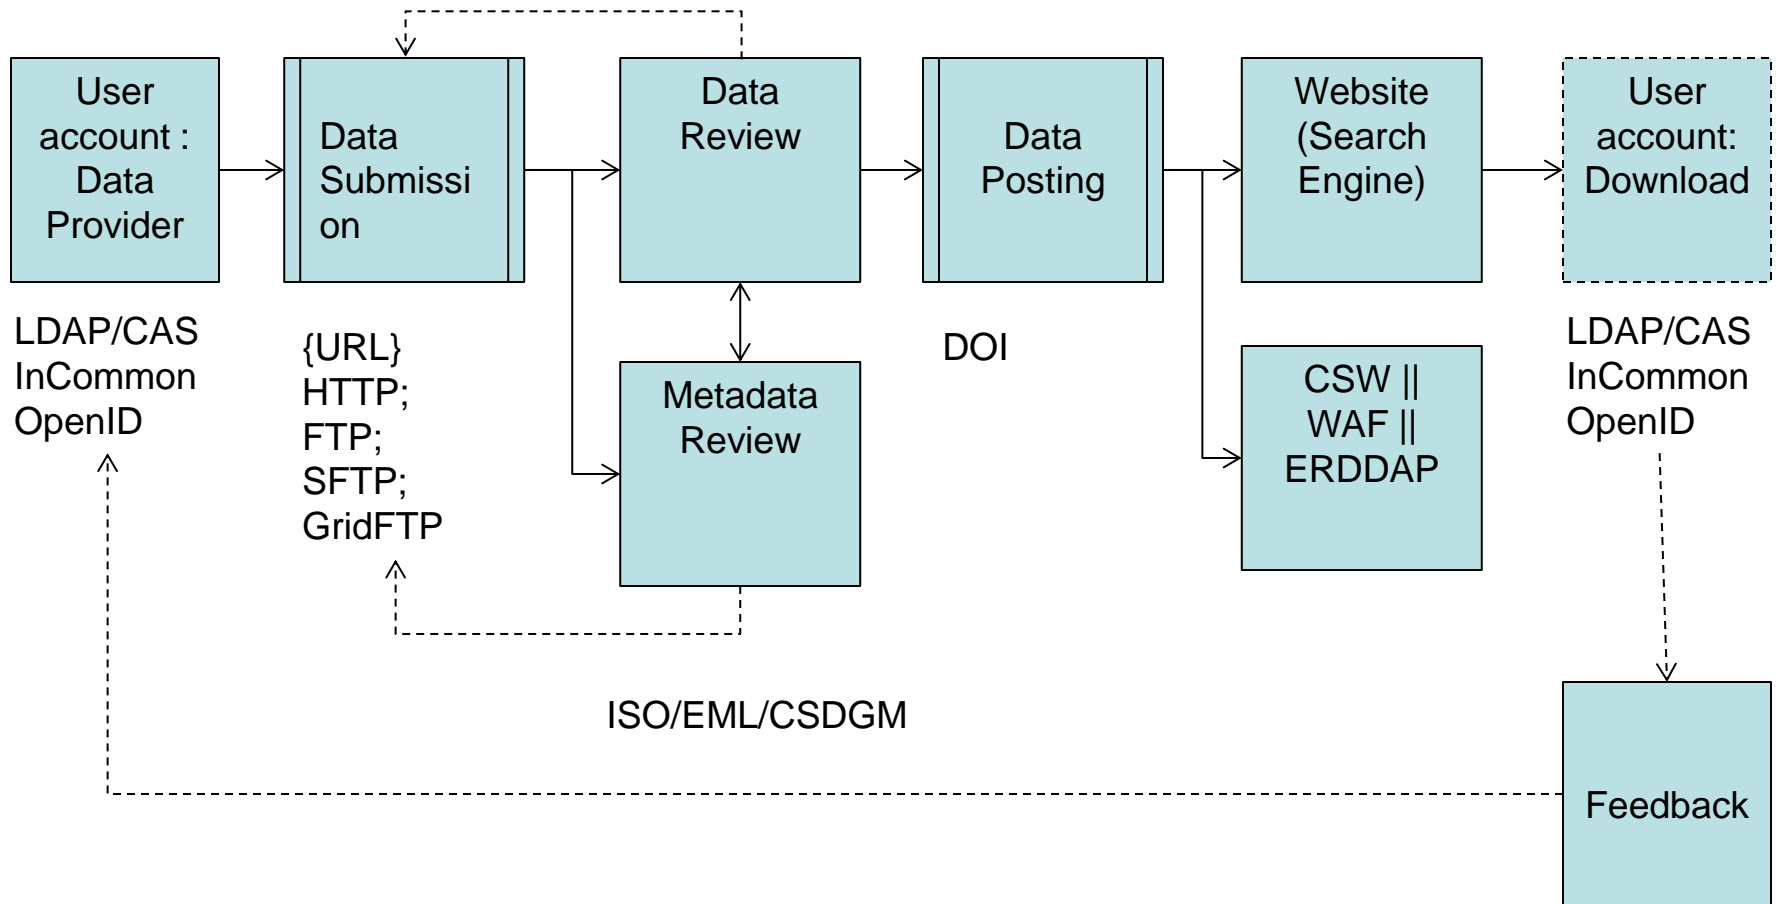 User
account :
Data
Provider
Data
Submissi
on
Data
Review
Data
Posting
Website
(Search
Engine)
User
account:
Download
LDAP/CAS
InCommon
OpenID
{URL}
HTTP;
FTP;
SFTP;
GridFTP
Metadata
Review
DOI
CSW ||
WAF ||
ERDDAP
LDAP/CAS
InCommon
OpenID
ISO/EML/CSDGM
Feedback